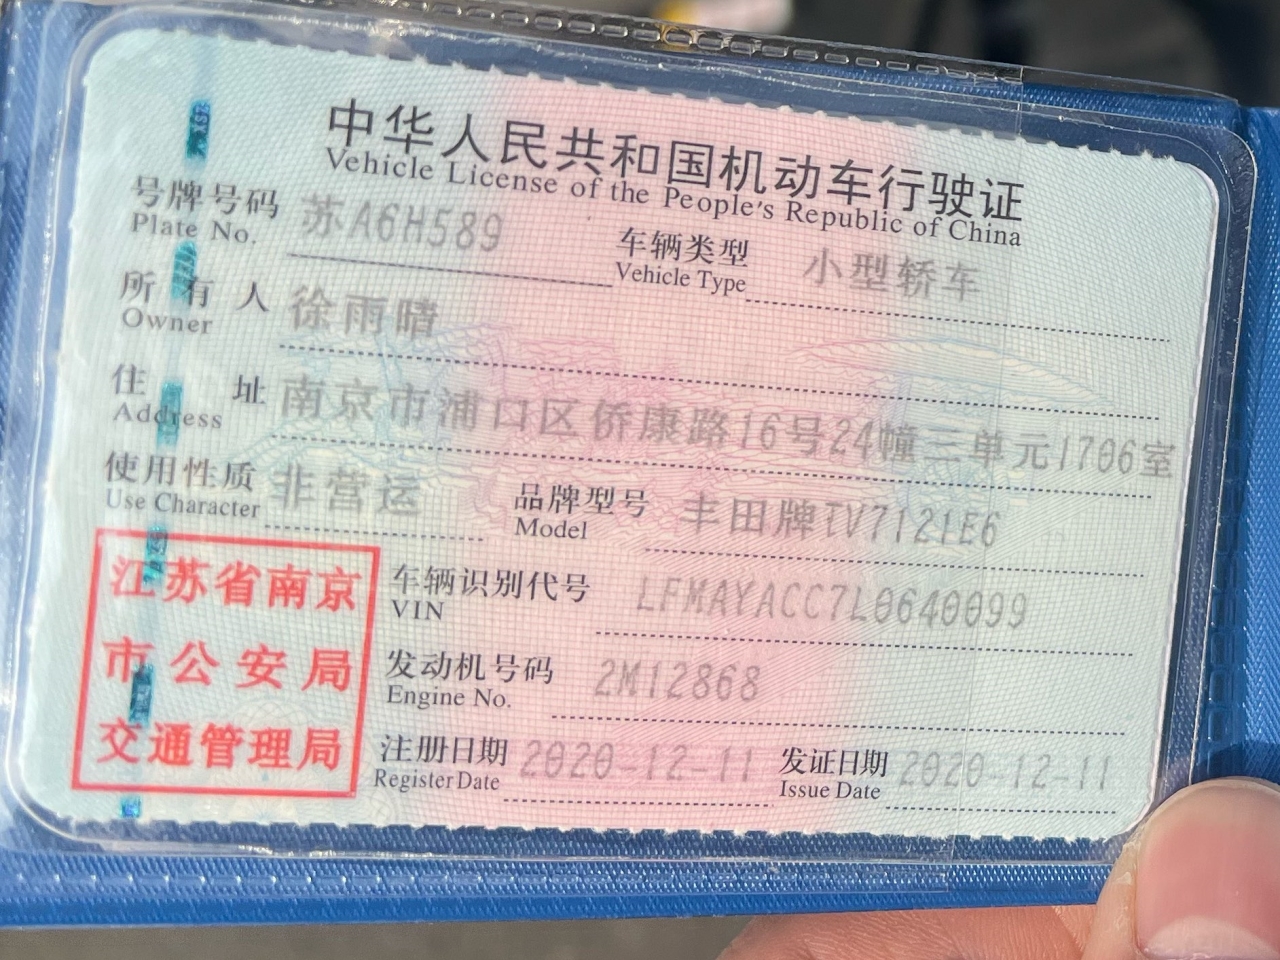 中华人民共和国机动车行驶证
Vehicle License of the People's Republic of China
号牌号码 苏A6H589 车辆类型 小型轿车
Plate No. Vehicle Type
所有人 徐雨晴
Owner
住址 南京市浦口区侨康路16号24幢三单元1706室
Address
使用性质 非营运 品牌型号 丰田牌TV7121E6
Use Character Model
江苏省南京
市公安局
交通管理局
车辆识别代号 LFMAYACC7L0640099
VIN
发动机号码 2M12868
Engine No.
注册日期 2020-12-11 发证日期 2020-12-11
Register Date Issue Date